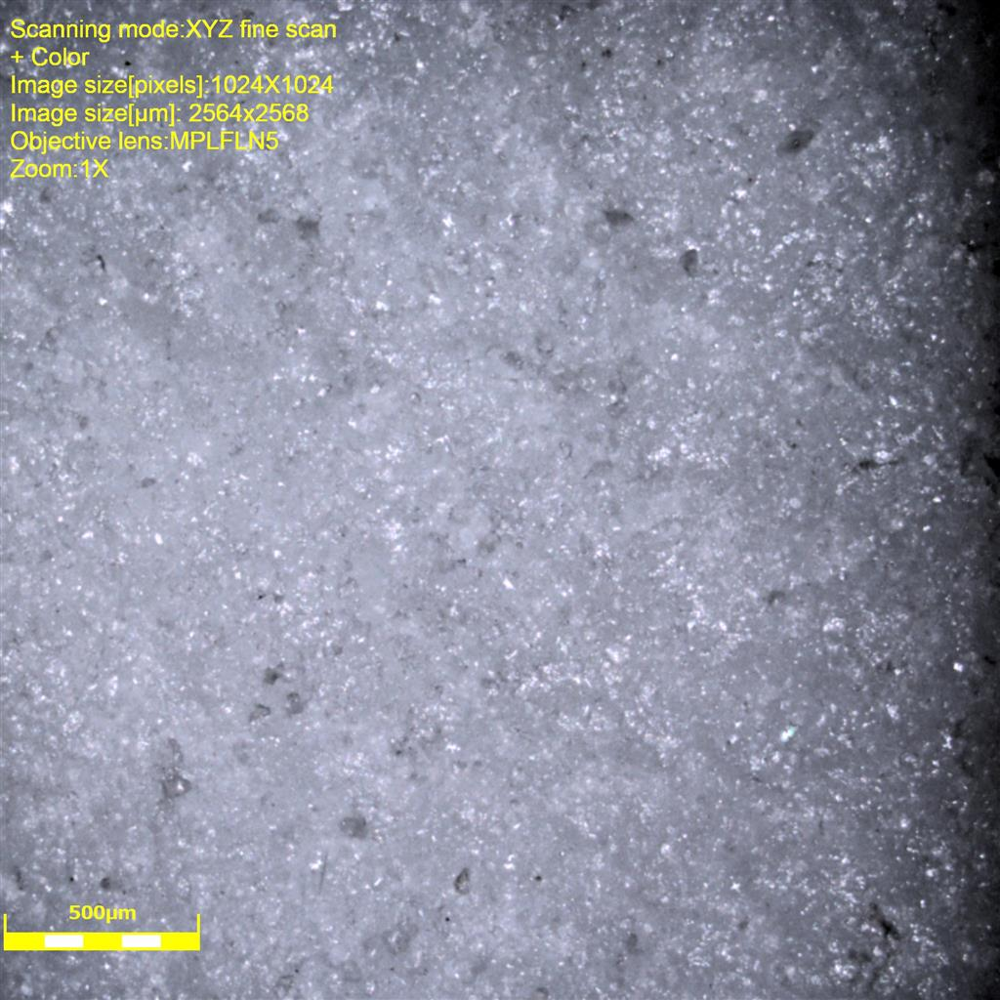 Scanning mode:XYZ fine scan
+ Color
Image size[pixels]:1024X1024
Image size[µm]: 2564x2568
Objective lens:MPLFLN5
Zoom:1X
500µm